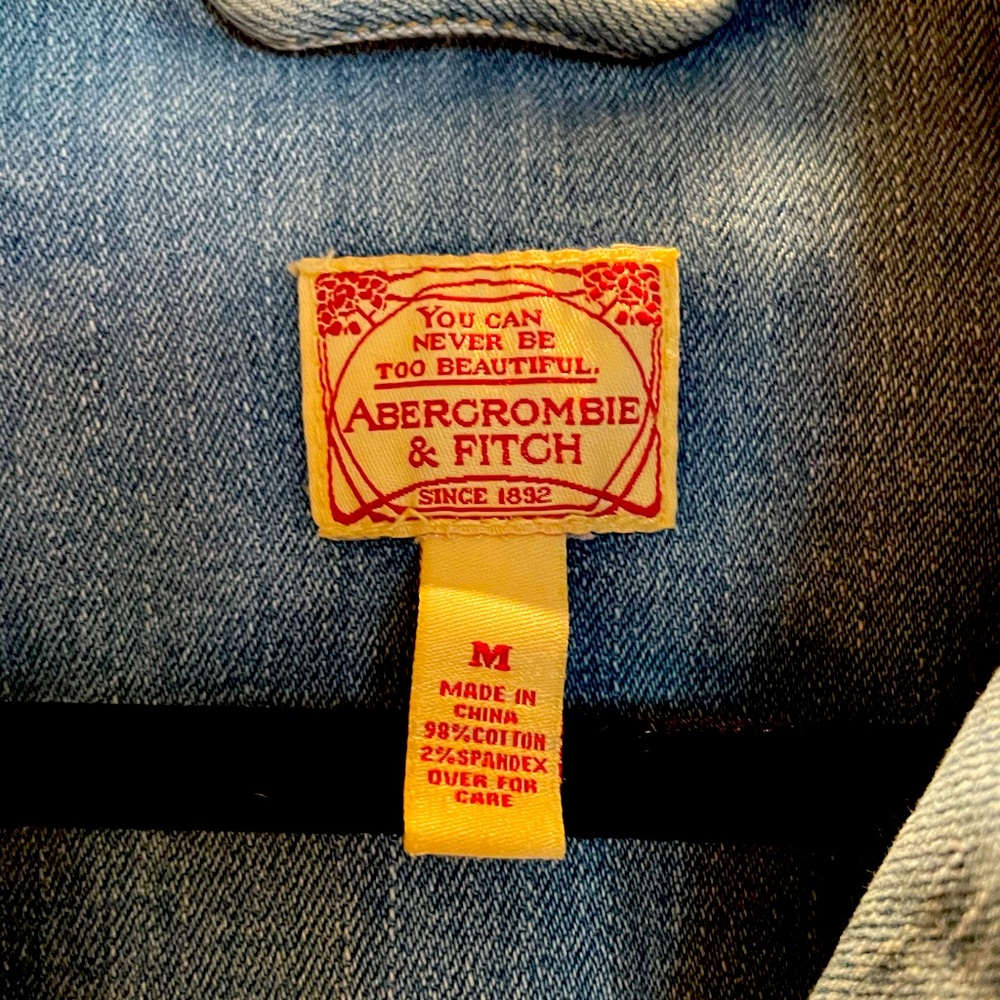 YOU CAN
NEVER BE
TOO BEAUTIFUL.
ABERCROMBIE
& FITCH
SINCE 1892
M
MADE IN
CHINA
98%COTTON
2%SPANDEX
OVER FOR
CARE